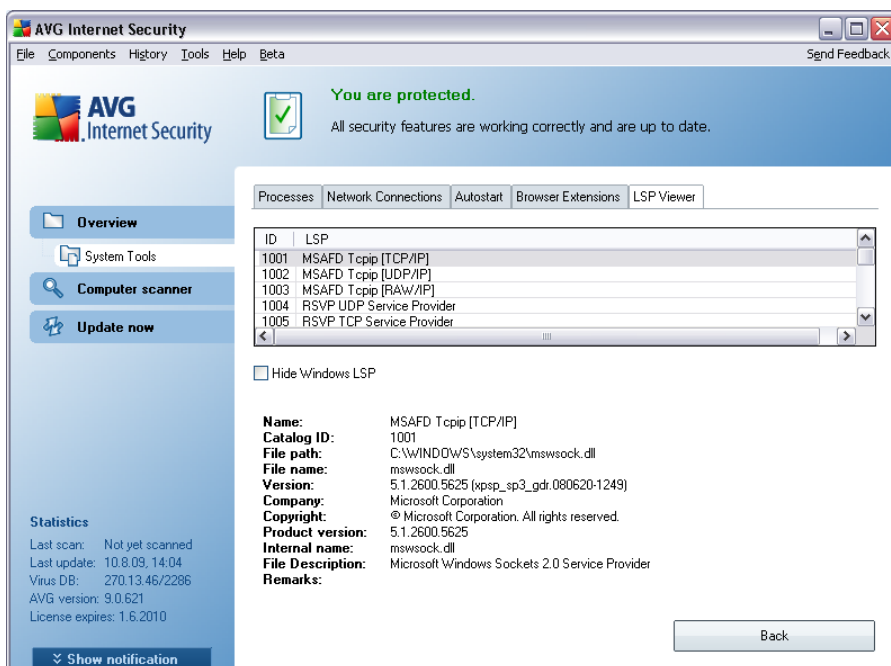 AVG Internet Security
File Components History Tools Help Beta
Send Feedback
AVG
Internet Security
You are protected.
All security features are working correctly and are up to date.
Overview
System Tools
Computer scanner
Update now
Processes Network Connections Autostart Browser Extensions LSP Viewer
ID LSP
1001 MSAFD Tcpip [TCP/IP]
1002 MSAFD Tcpip [UDP/IP]
1003 MSAFD Tcpip [RAW/IP]
1004 RSVP UDP Service Provider
1005 RSVP TCP Service Provider
Hide Windows LSP
Name: MSAFD Tcpip [TCP/IP]
Catalog ID: 1001
File path: C:\WINDOWS\system32\mswsock.dll
File name: mswsock.dll
Version: 5.1.2600.5625 (xpsp_sp3_gdr.080620-1249)
Company: Microsoft Corporation
Copyright: © Microsoft Corporation. All rights reserved.
Product version: 5.1.2600.5625
Internal name: mswsock.dll
File Description: Microsoft Windows Sockets 2.0 Service Provider
Remarks:
Statistics
Last scan: Not yet scanned
Last update: 10.8.09, 14:04
Virus DB: 270.13.46/2286
AVG version: 9.0.621
License expires: 1.6.2010
Show notification
Back